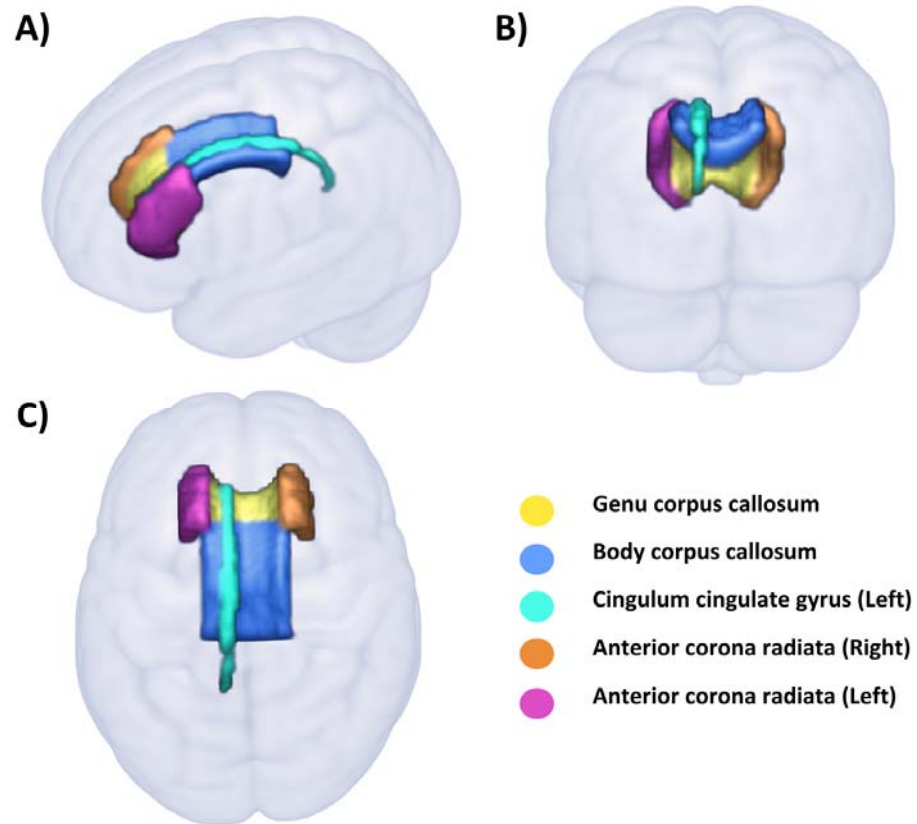 A)
B)
C)
Genu corpus callosum
Body corpus callosum
Cingulum cingulate gyrus (Left)
Anterior corona radiata (Right)
Anterior corona radiata (Left)